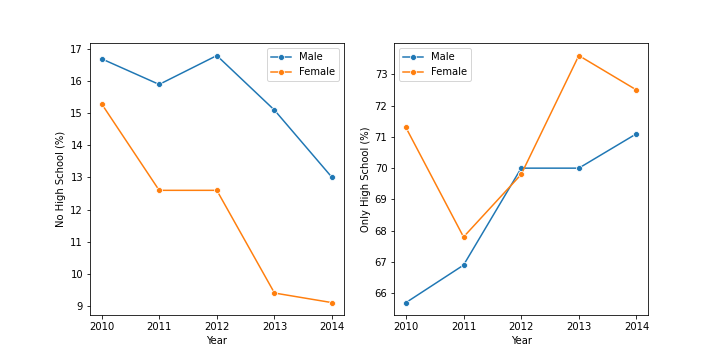 17
16
15
14
13
12
11
10
9
No High School (%)
2010 2011 2012 2013 2014
Year
Male
Female
73
72
71
70
69
68
67
66
Only High School (%)
2010 2011 2012 2013 2014
Year
Male
Female